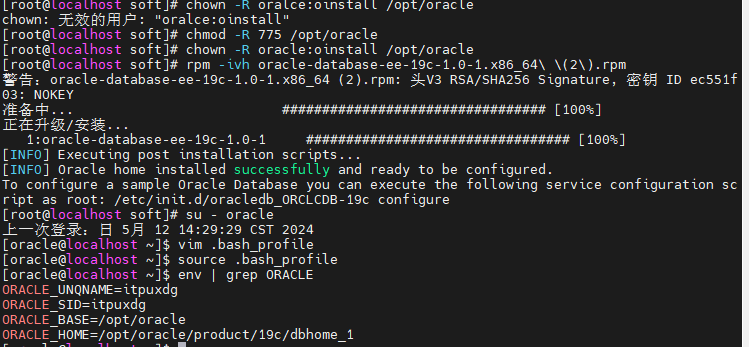 [root@localhost soft]# chown -R oralce:oinstall /opt/oracle
chown: 无效的用户: "oralce:oinstall"
[root@localhost soft]# chmod -R 775 /opt/oracle
[root@localhost soft]# chown -R oracle:oinstall /opt/oracle
[root@localhost soft]# rpm -ivh oracle-database-ee-19c-1.0-1.x86_64\ \(2\).rpm
警告：oracle-database-ee-19c-1.0-1.x86_64 (2).rpm: 头V3 RSA/SHA256 Signature, 密钥 ID ec551f
03: NOKEY
准备中... ################################# [100%]
正在升级/安装...
1:oracle-database-ee-19c-1.0-1 ################################# [100%]
[INFO] Executing post installation scripts...
[INFO] Oracle home installed successfully and ready to be configured.
To configure a sample Oracle Database you can execute the following service configuration sc
ript as root: /etc/init.d/oracledb_ORCLCDB-19c configure
[root@localhost soft]# su - oracle
上一次登录：日 5月 12 14:29:29 CST 2024
[oracle@localhost ~]$ vim .bash_profile
[oracle@localhost ~]$ source .bash_profile
[oracle@localhost ~]$ env | grep ORACLE
ORACLE_UNQNAME=itpuxdg
ORACLE_SID=itpuxdg
ORACLE_BASE=/opt/oracle
ORACLE_HOME=/opt/oracle/product/19c/dbhome_1
[oracle@localhost ~]$